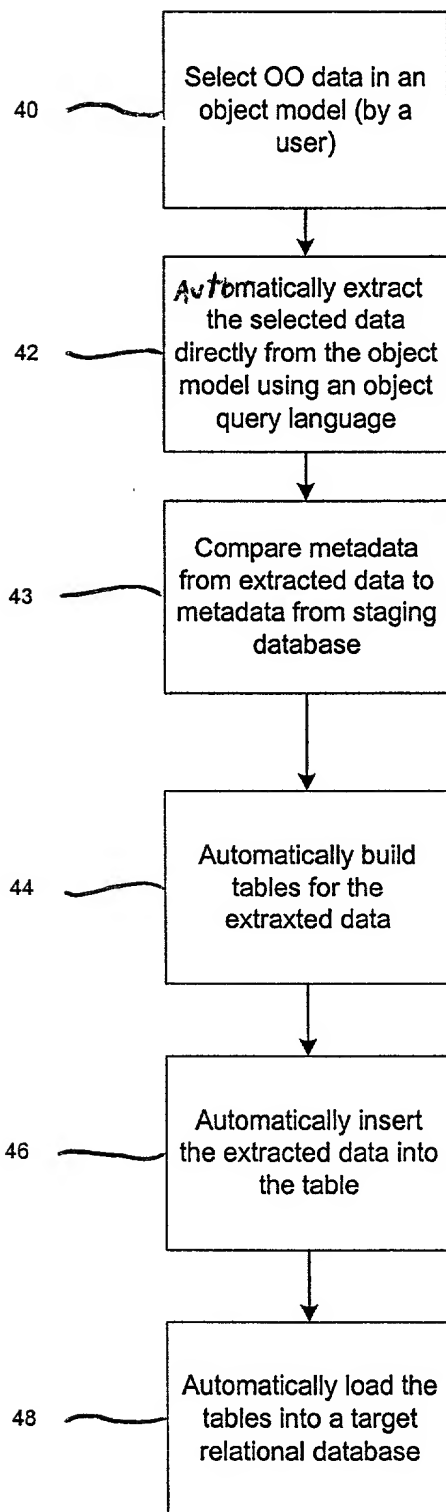 40
Select OO data in an
object model (by a
user)
42
Automatically extract
the selected data
directly from the object
model using an object
query language
43
Compare metadata
from extracted data to
metadata from staging
database
44
Automatically build
tables for the
extraxted data
46
Automatically insert
the extracted data into
the table
48
Automatically load the
tables into a target
relational database